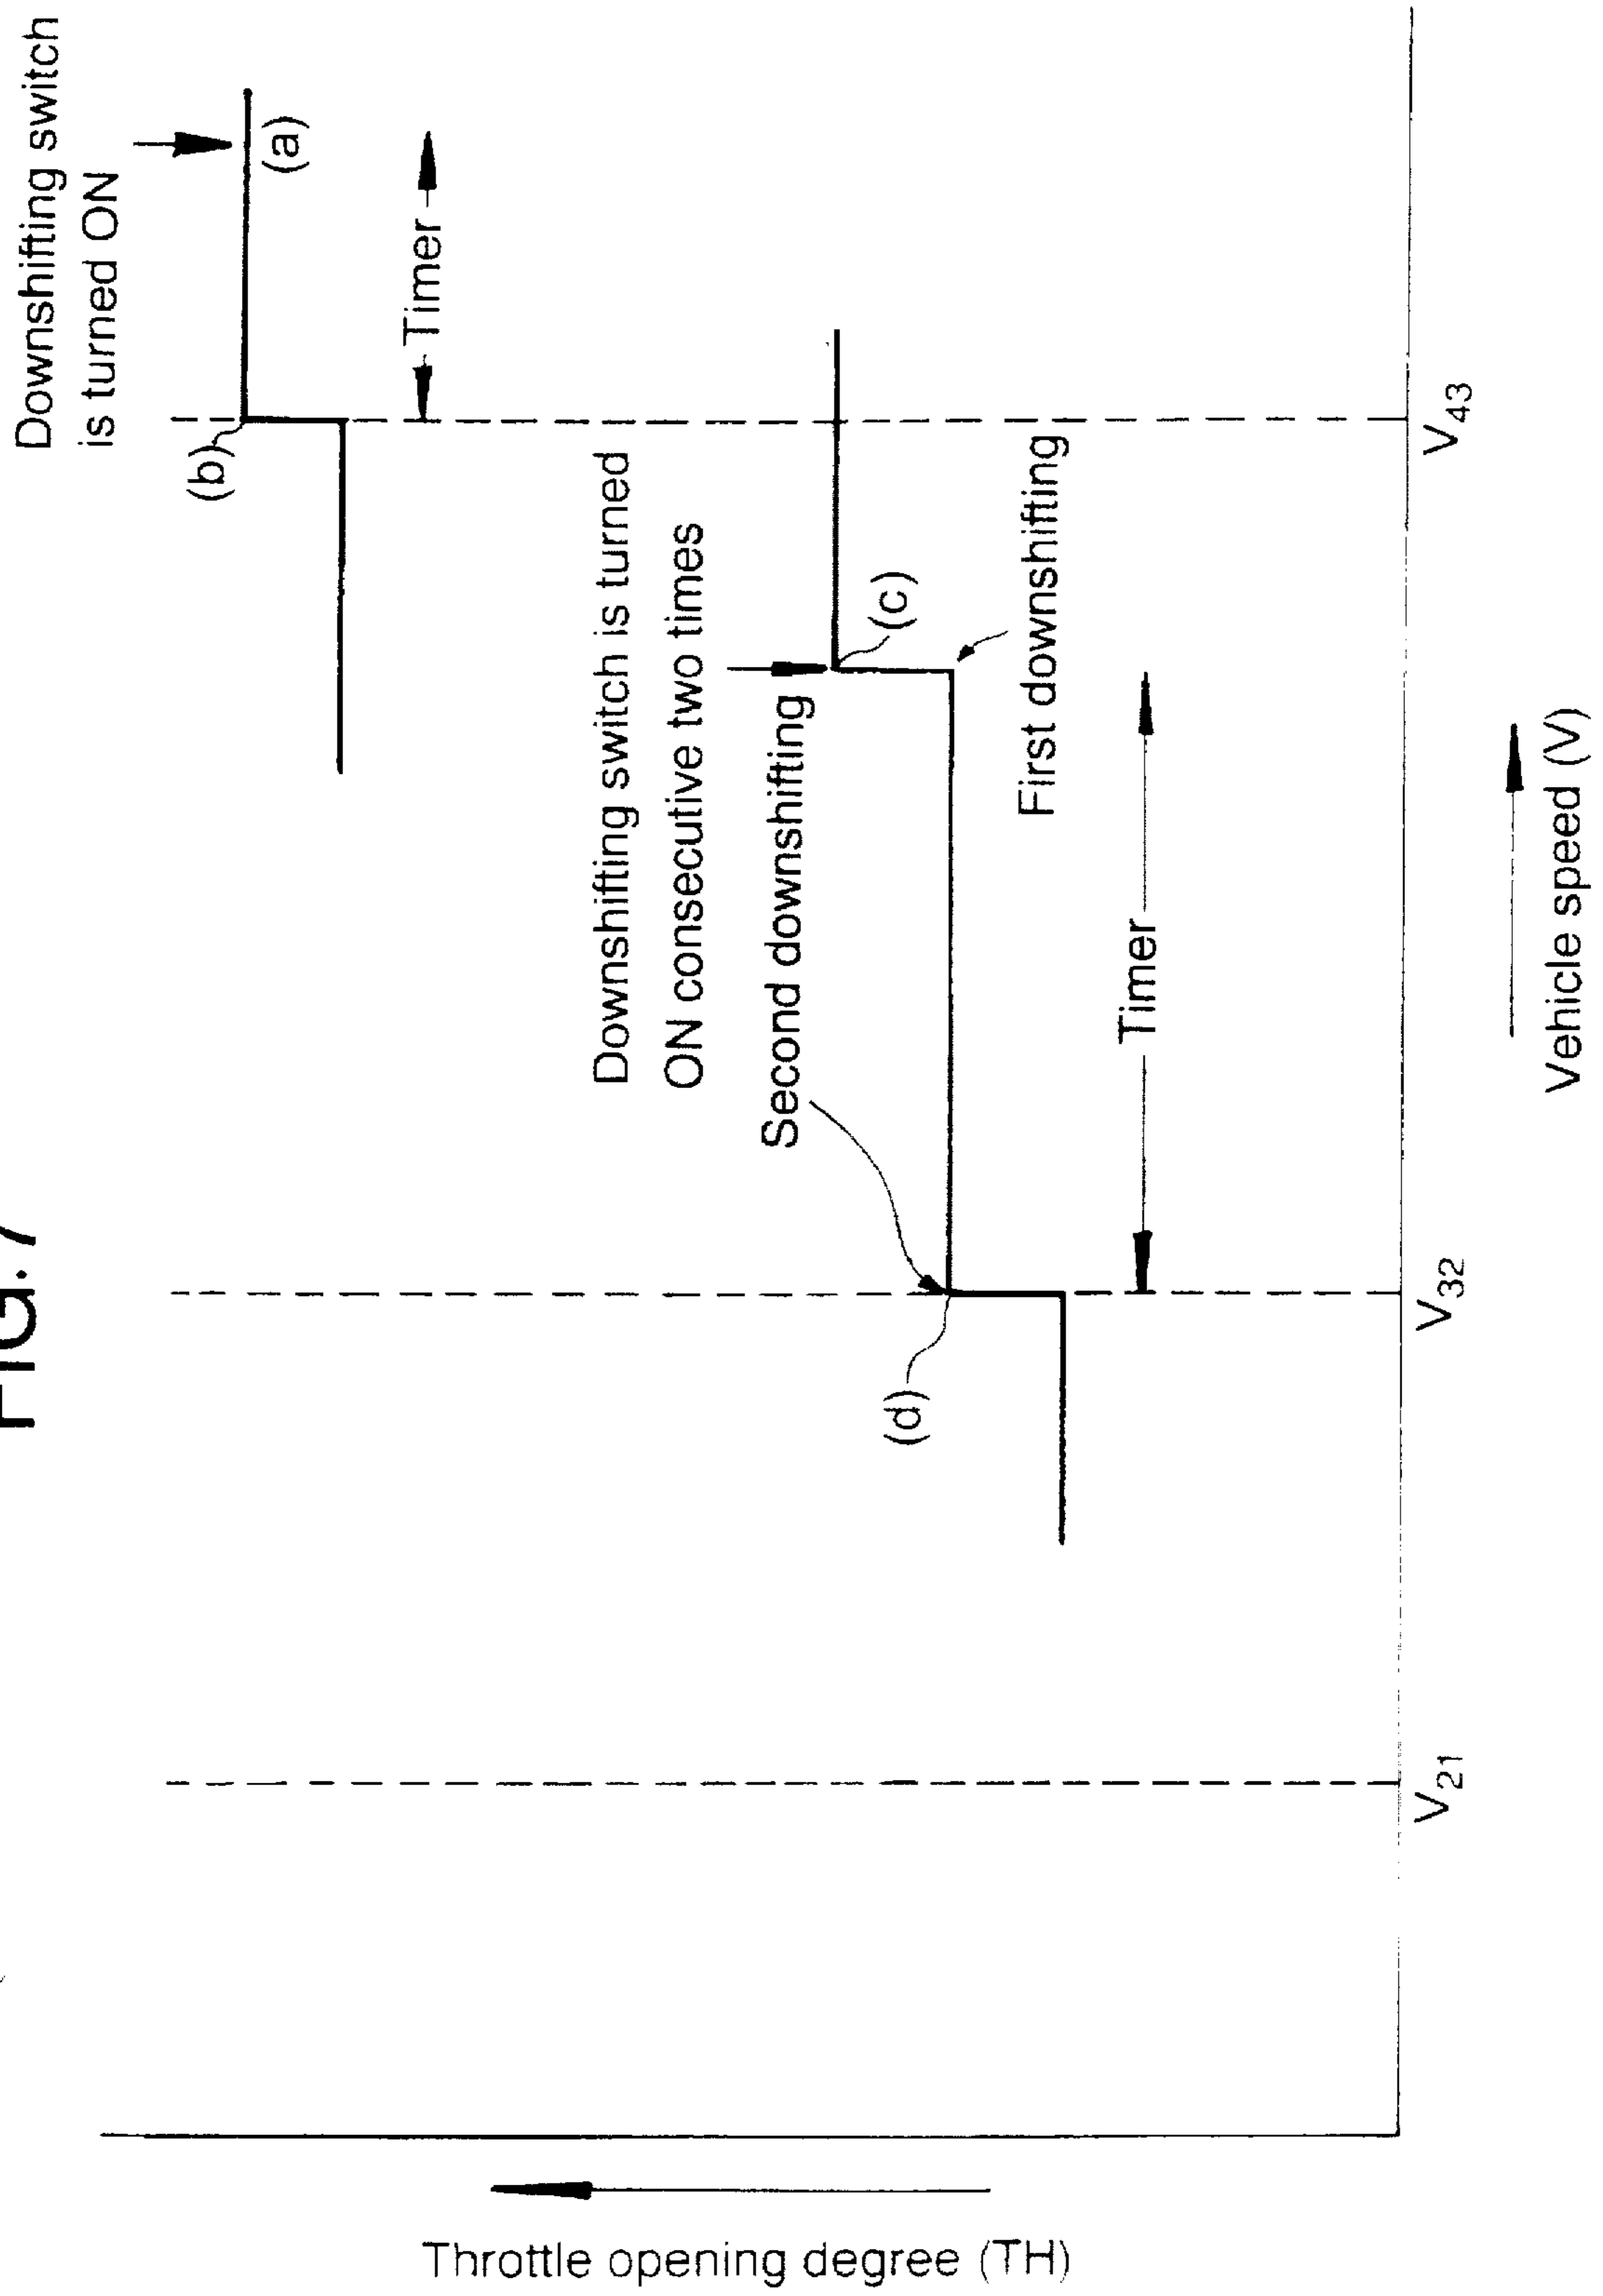 FIG. 7
Downshifting switch
is turned ON
(b)
(a)
Timer
Downshifting switch is turned
ON consecutive two times
Second downshifting
(c)
(d)
First downshifting
Timer
Throttle opening degree (TH)
V21
V32
V43
Vehicle speed (V)